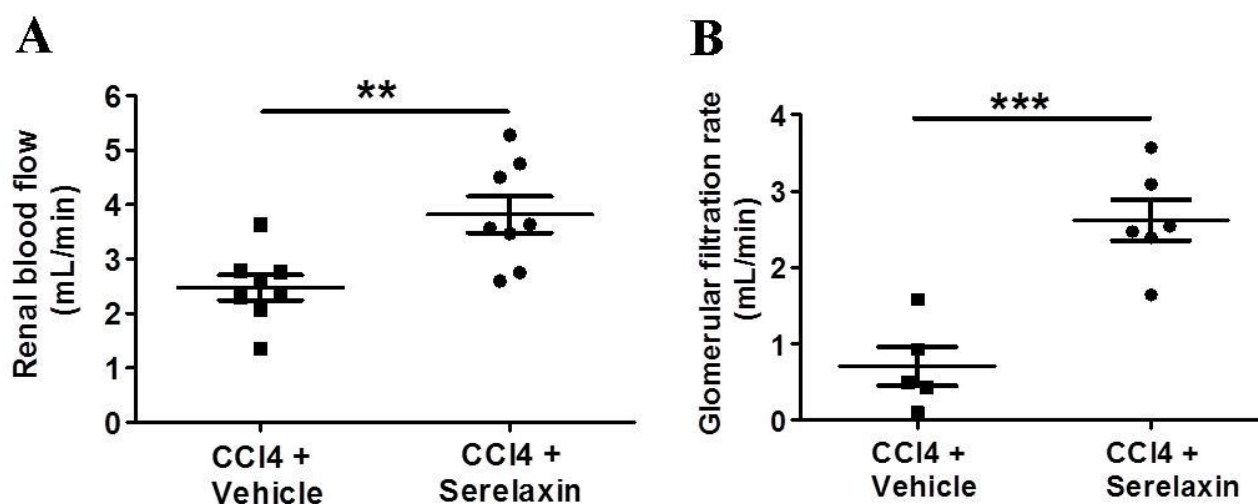 A
Renal blood flow
(mL/min)
6
5
4
3
2
1
0
**
CCl4 +
Vehicle
CCl4 +
Serelaxin
B
Glomerular filtration rate
(mL/min)
4
3
2
1
0
***
CCl4 +
Vehicle
CCl4 +
Serelaxin